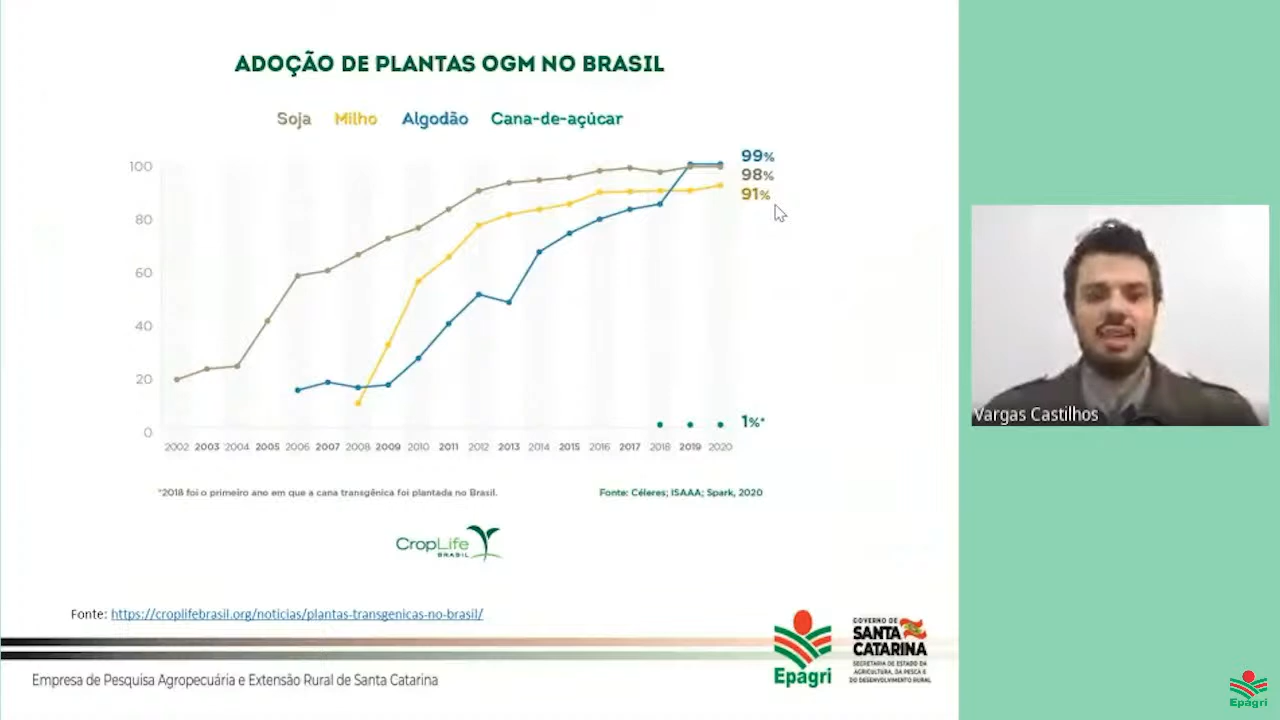 ADOÇÃO DE PLANTAS OGM NO BRASIL
Soja Milho Algodão Cana-de-açúcar
100
80
60
40
20
0
99%
98%
91%
1%*
2002 2003 2004 2005 2006 2007 2008 2009 2010 2011 2012 2013 2014 2015 2016 2017 2018 2019 2020
*2018 foi o primeiro ano em que a cana transgênica foi plantada no Brasil.
Fonte: Céleres; ISAAA; Spark, 2020
CropLife
BRASIL
Fonte: https://croplifebrasil.org/noticias/plantas-transgenicas-no-brasil/
Empresa de Pesquisa Agropecuária e Extensão Rural de Santa Catarina
Epagri
GOVERNO DE
SANTA
CATARINA
SECRETARIA DE ESTADO DA
AGRICULTURA, DA PESCA E
DO DESENVOLVIMENTO RURAL
Vargas Castilhos
Epagri